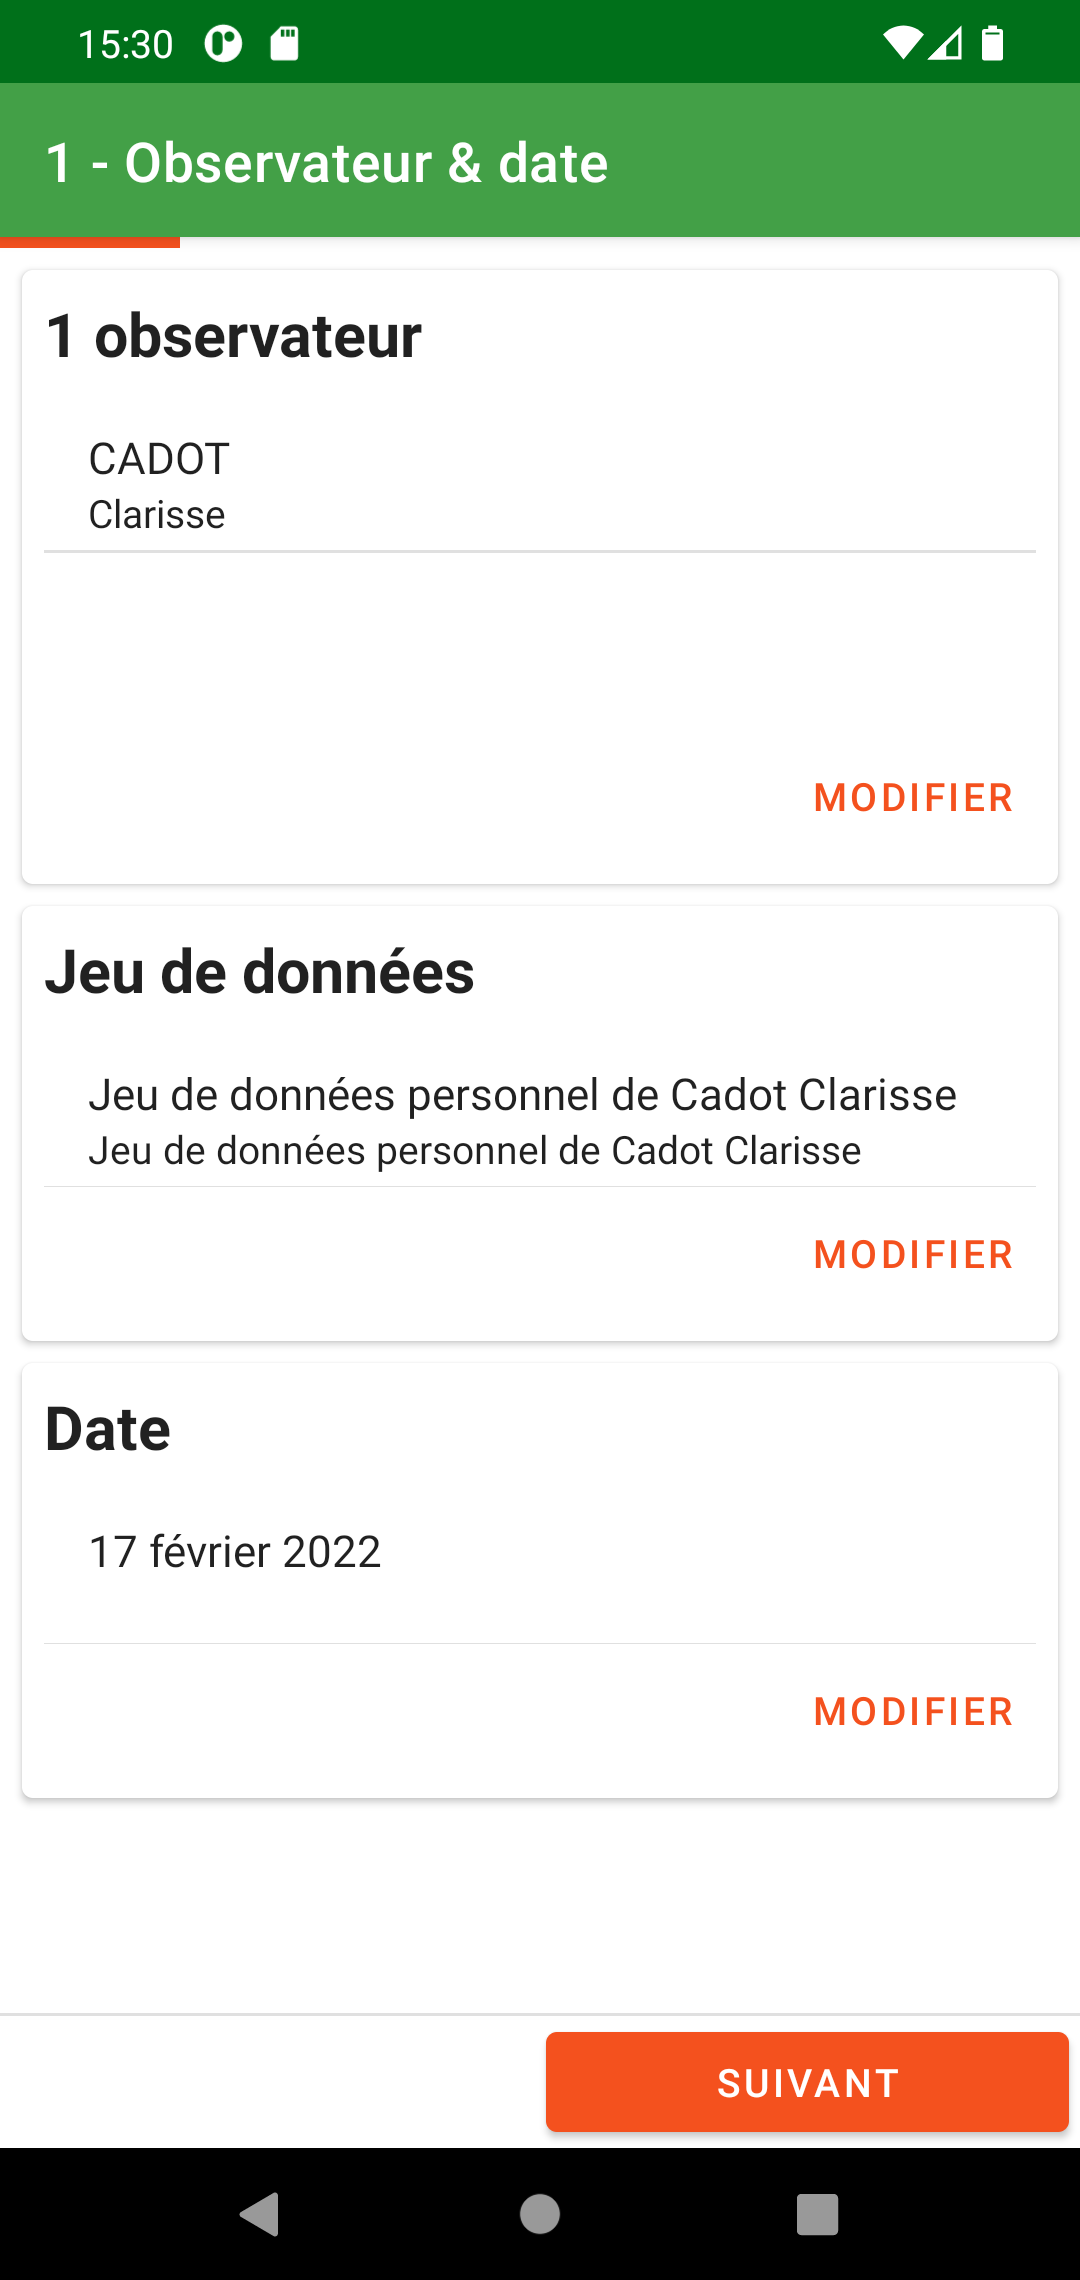 15:30
1 - Observateur & date
1 observateur
CADOT
Clarisse
MODIFIER
Jeu de données
Jeu de données personnel de Cadot Clarisse
Jeu de données personnel de Cadot Clarisse
MODIFIER
Date
17 février 2022
MODIFIER
SUIVANT